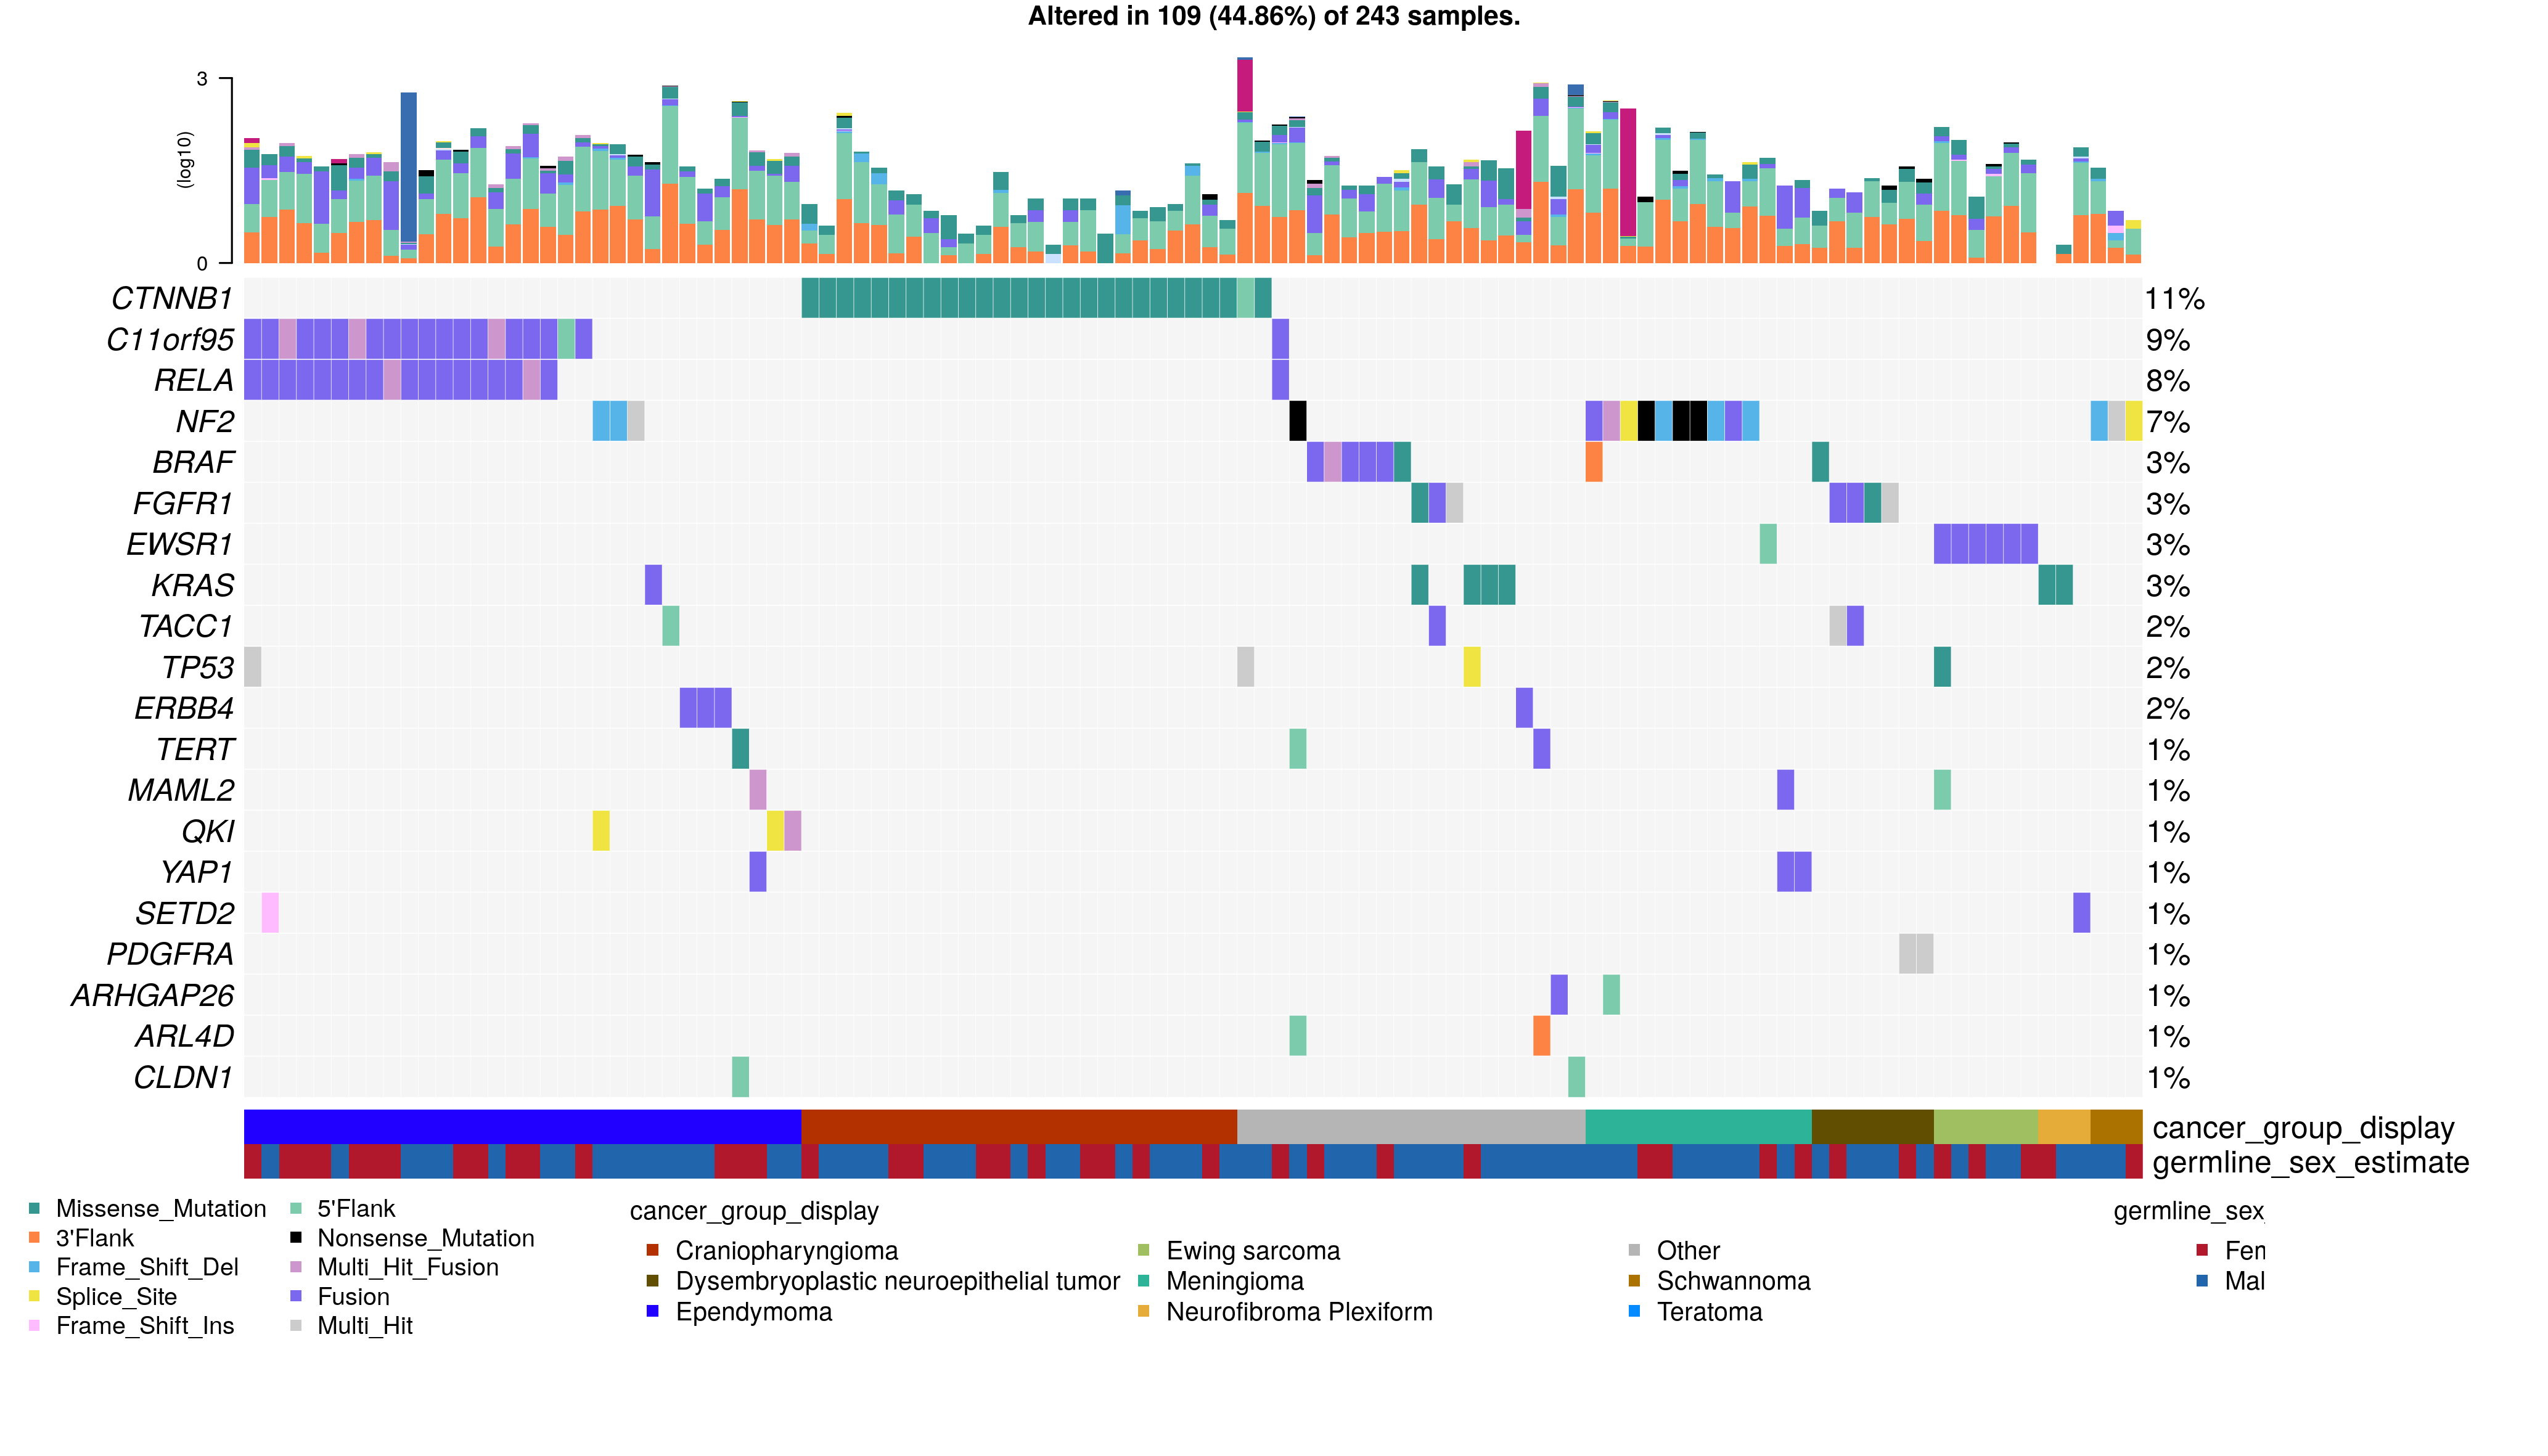 Altered in 109 (44.86%) of 243 samples.
3
(log10)
0
CTNNB1 11%
C11orf95 9%
RELA 8%
NF2 7%
BRAF 3%
FGFR1 3%
EWSR1 3%
KRAS 3%
TACC1 2%
TP53 2%
ERBB4 2%
TERT 1%
MAML2 1%
QKI 1%
YAP1 1%
SETD2 1%
PDGFRA 1%
ARHGAP26 1%
ARL4D 1%
CLDN1 1%
cancer_group_display
germline_sex_estimate
Missense_Mutation
3'Flank
Frame_Shift_Del
Splice_Site
Frame_Shift_Ins
5'Flank
Nonsense_Mutation
Multi_Hit_Fusion
Fusion
Multi_Hit
cancer_group_display
Craniopharyngioma
Dysembryoplastic neuroepithelial tumor
Ependymoma
Ewing sarcoma
Meningioma
Neurofibroma Plexiform
Other
Schwannoma
Teratoma
germline_sex
Fen
Mal